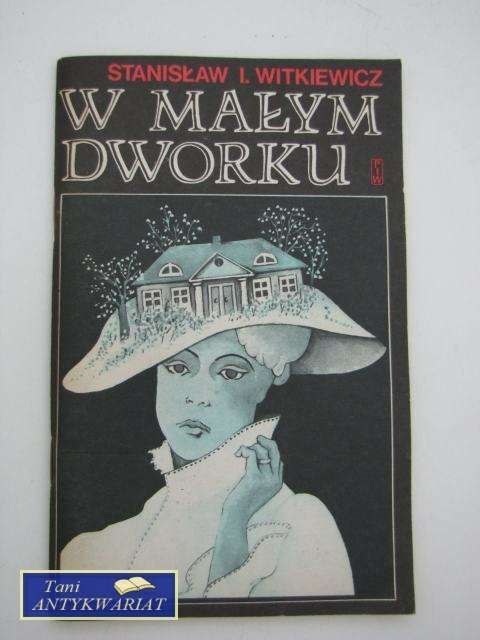 STANISŁAW I. WITKIEWICZ
W MAŁYM
DWORKU
PIW
Tani
ANTYKWARIAT